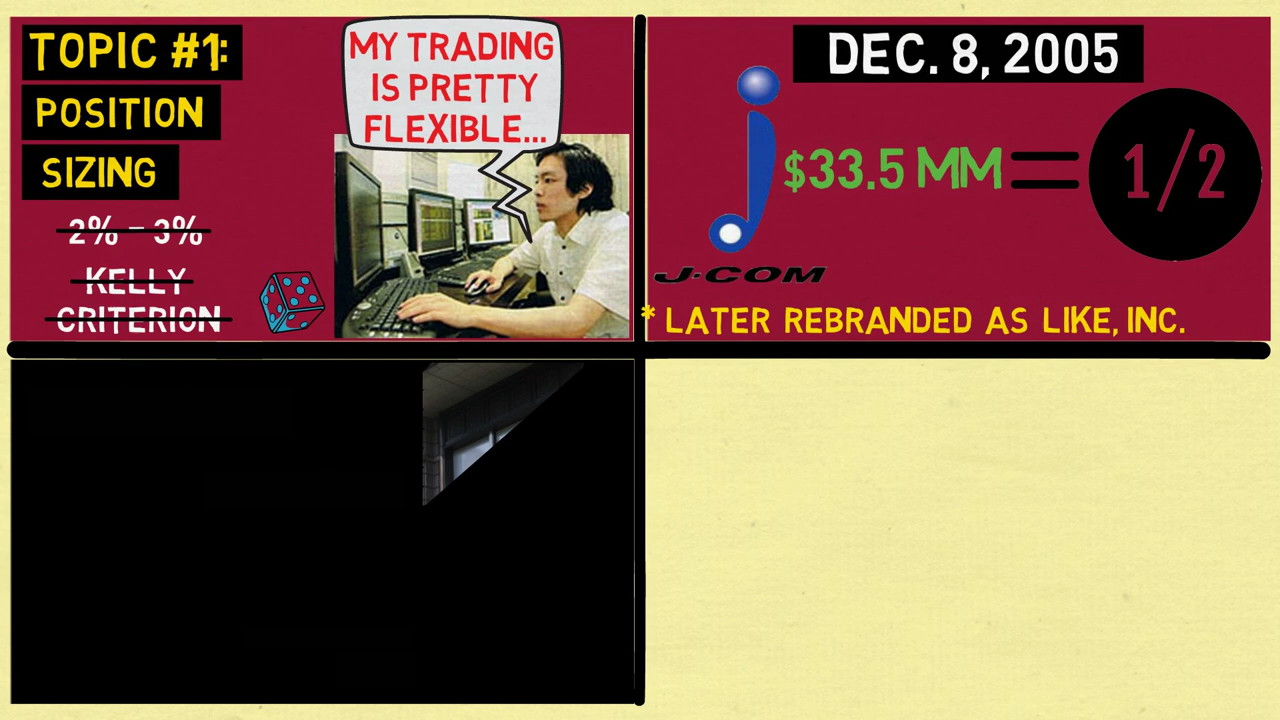 TOPIC #1:
POSITION
SIZING
2% - 3%
KELLY
CRITERION
MY TRADING
IS PRETTY
FLEXIBLE...
DEC. 8, 2005
$33.5 MM = 1/2
J-COM
* LATER REBRANDED AS LIKE, INC.